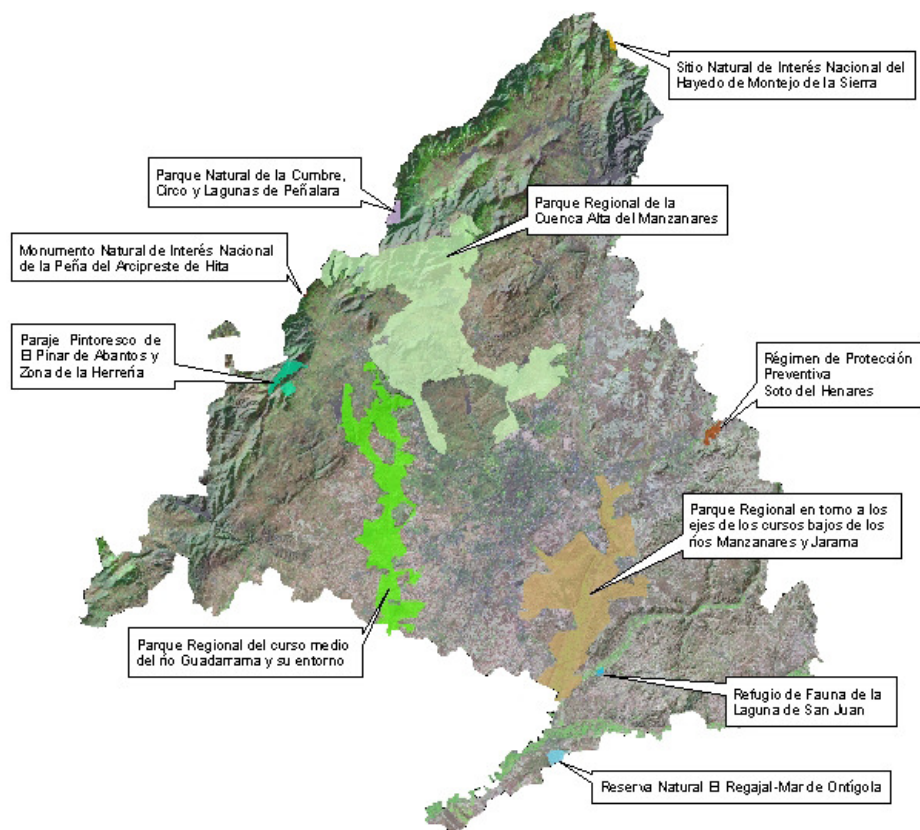 Sitio Natural de Interés Nacional del
Hayedo de Montejo de la Sierra
Parque Natural de la Cumbre,
Circo y Lagunas de Peñalara
Parque Regional de la
Cuenca Alta del Manzanares
Monumento Natural de Interés Nacional
de la Peña del Arcipreste de Hita
Paraje Pintoresco de
El Pinar de Abantos y
Zona de la Herrería
Régimen de Protección
Preventiva
Soto del Henares
Parque Regional en torno a los
ejes de los cursos bajos de los
ríos Manzanares y Jarama
Parque Regional del curso medio
del río Guadarrama y su entorno
Refugio de Fauna de la
Laguna de San Juan
Reserva Natural El Regajal-Mar de Ontígola